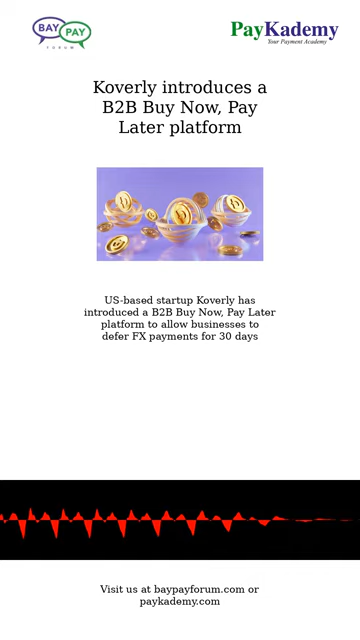 BAY
PAY
FORUM
PayKademy
Your Payment Academy
Koverly introduces a
B2B Buy Now, Pay
Later platform
US-based startup Koverly has
introduced a B2B Buy Now, Pay Later
platform to allow businesses to
defer FX payments for 30 days
Visit us at baypayforum.com or
paykademy.com